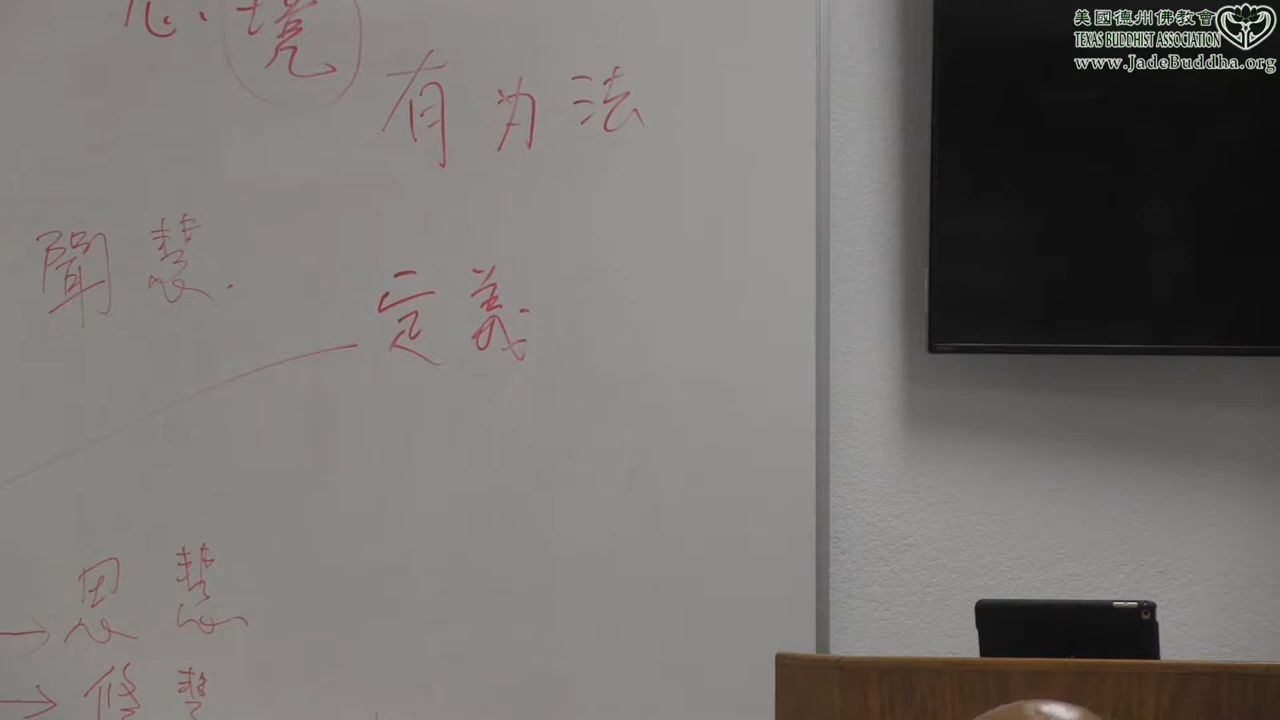 美國德州佛教會
TEXAS BUDDHIST ASSOCIATION
www.JadeBuddha.org
境
有为法
聞慧.
定義
→思慧
→修慧